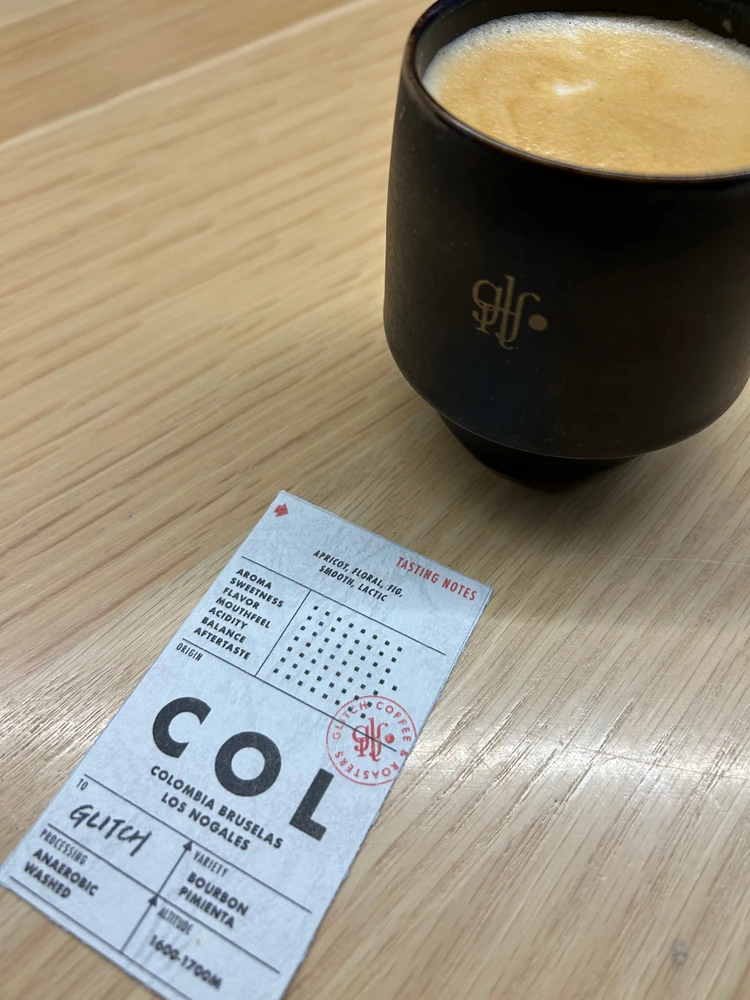 TASTING NOTES
APRICOT, FLORAL, FIG,
SMOOTH, LACTIC
AROMA
SWEETNESS
FLAVOR
MOUTHFEEL
ACIDITY
BALANCE
AFTERTASTE
ORIGIN
COL
GLITCH COFFEE & ROASTERS
COLOMBIA BRUSELAS
LOS NOGALES
TO
GLITCH
PROCESSING
ANAEROBIC
WASHED
VARIETY
BOURBON
PIMIENTA
ALTITUDE
1600-1700M